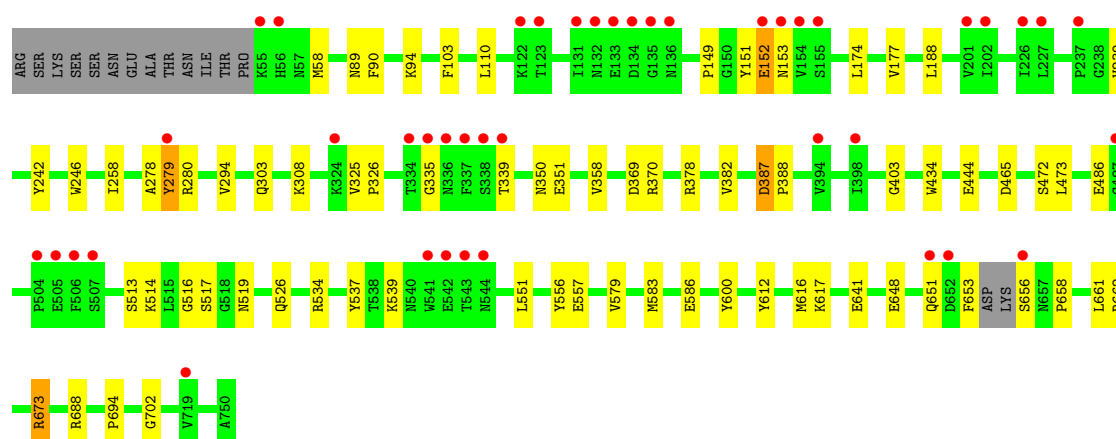 ARG SER LYS SER SER ASN GLU ALA THR ASN ILE THR PRO K55 H56 N57 M58 N89 F90 K94 F103 L110 K122 T123 I131 N132 E133 D134 G135 N136 P149 G150 Y151 E152 N153 V154 S155 L174 V177 L188 V201 I202 I226 L227 P237 G238
Y242 W246 I258 A278 Y279 R280 V294 Q303 K308 K324 V325 P326 T334 G335 N336 F337 S338 T339 N350 E351 V358 D369 R370 R378 V382 D387 P388 V394 I398 G403 W434 E444 D465 S472 L473 E486
P504 E505 F506 S507 S513 K514 L515 G516 S517 G518 N519 Q526 R534 Y537 T538 K539 N540 W541 E542 T543 N544 L551 Y556 E557 V579 M583 E586 Y600 Y612 M616 K617 E641 E648 Q651 D652 F653 ASP LYS S656 N657 P658 L661
R673 R688 P694 G702 V719 A750